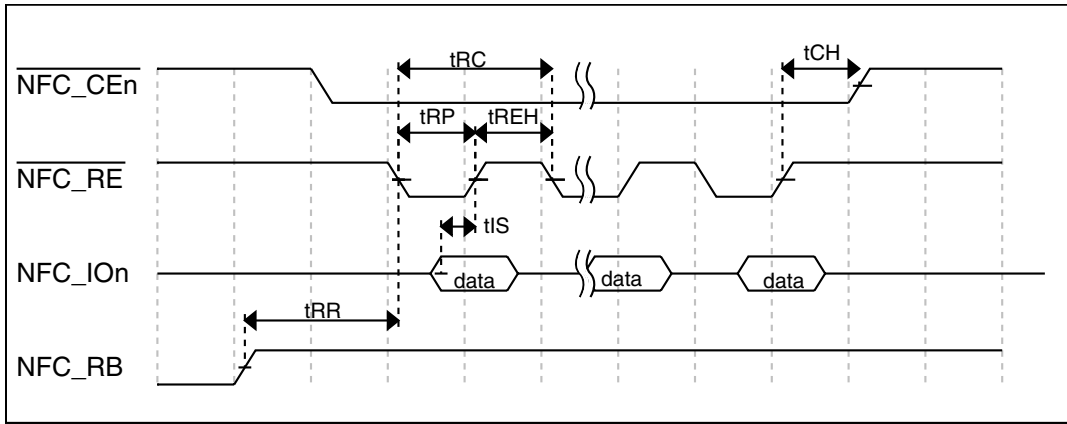 tRC
tCH
NFC_CEn
tRP
tREH
NFC_RE
tIS
NFC_IOn
data
data
data
tRR
NFC_RB